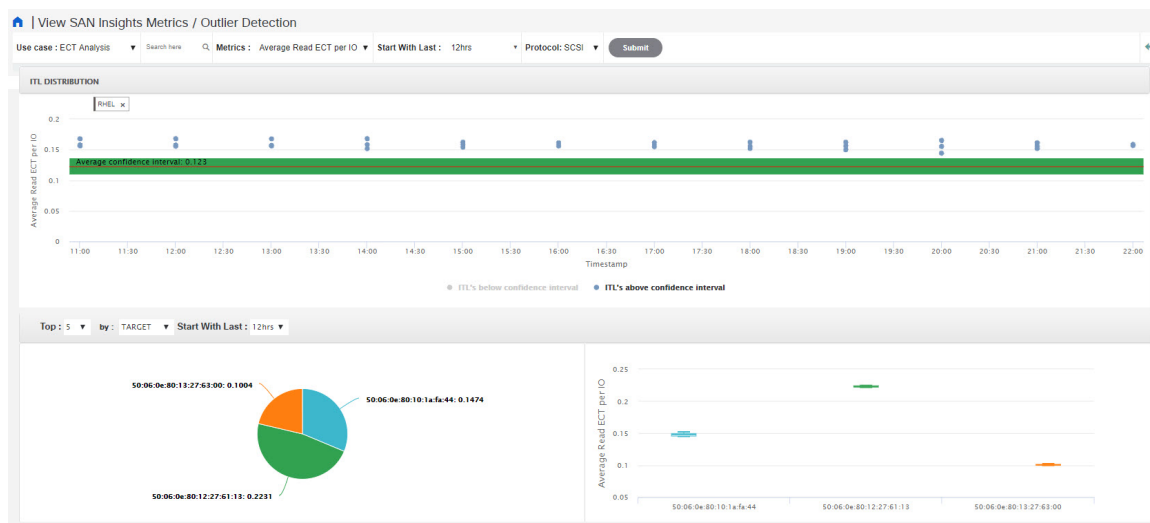 | View SAN Insights Metrics / Outlier Detection
Use case : ECT Analysis ▼ Search here Metrics : Average Read ECT per IO ▼ Start With Last : 12hrs ▼ Protocol: SCSI ▼ Submit
ITL DISTRIBUTION
RHEL ×
Average Read ECT per IO
0.2
0.15
0.1
0.05
0
Average confidence interval: 0.123
11:00 11:30 12:00 12:30 13:00 13:30 14:00 14:30 15:00 15:30 16:00 16:30 17:00 17:30 18:00 18:30 19:00 19:30 20:00 20:30 21:00 21:30 22:00
Timestamp
ITL's below confidence interval ITL's above confidence interval
Top : 5 ▼ by : TARGET ▼ Start With Last : 12hrs ▼
50:06:0e:80:13:27:63:00: 0.1004
50:06:0e:80:10:1a:fa:44: 0.1474
50:06:0e:80:12:27:61:13: 0.2231
Average Read ECT per IO
0.25
0.2
0.15
0.1
0.05
50:06:0e:80:10:1a:fa:44 50:06:0e:80:12:27:61:13 50:06:0e:80:13:27:63:00